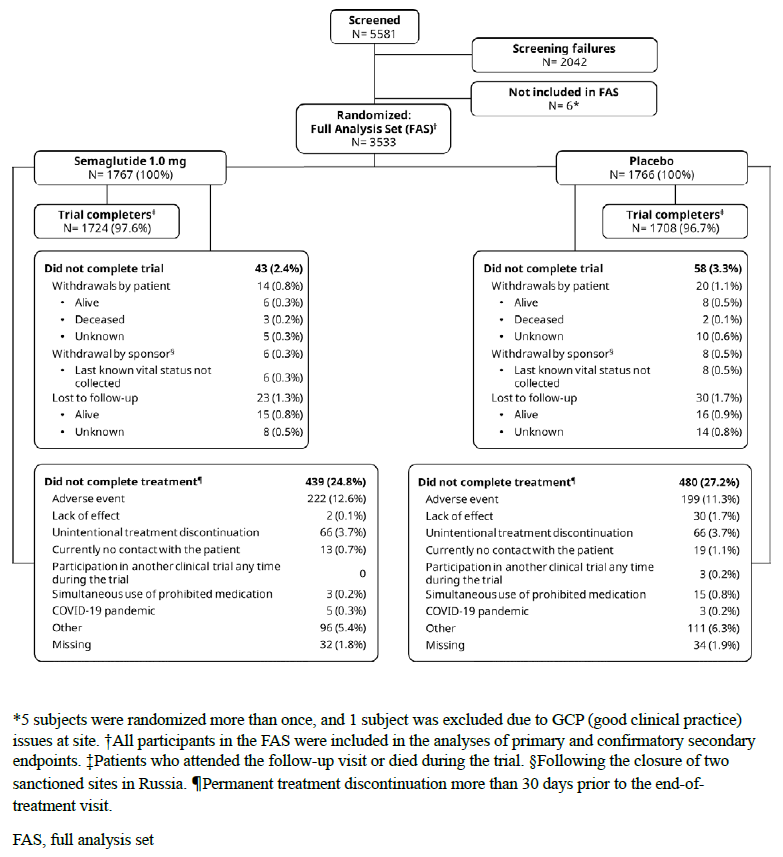 Screened
N= 5581
Screening failures
N= 2042
Not included in FAS
N= 6*
Randomized:
Full Analysis Set (FAS)†
N= 3533
Semaglutide 1.0 mg
N= 1767 (100%)
Trial completers‡
N= 1724 (97.6%)
Did not complete trial 43 (2.4%)
Withdrawals by patient 14 (0.8%)
• Alive 6 (0.3%)
• Deceased 3 (0.2%)
• Unknown 5 (0.3%)
Withdrawal by sponsor§ 6 (0.3%)
• Last known vital status not
collected 6 (0.3%)
Lost to follow-up 23 (1.3%)
• Alive 15 (0.8%)
• Unknown 8 (0.5%)
Did not complete treatment¶ 439 (24.8%)
Adverse event 222 (12.6%)
Lack of effect 2 (0.1%)
Unintentional treatment discontinuation 66 (3.7%)
Currently no contact with the patient 13 (0.7%)
Participation in another clinical trial any time
during the trial 0
Simultaneous use of prohibited medication 3 (0.2%)
COVID-19 pandemic 5 (0.3%)
Other 96 (5.4%)
Missing 32 (1.8%)
Placebo
N= 1766 (100%)
Trial completers‡
N= 1708 (96.7%)
Did not complete trial 58 (3.3%)
Withdrawals by patient 20 (1.1%)
• Alive 8 (0.5%)
• Deceased 2 (0.1%)
• Unknown 10 (0.6%)
Withdrawal by sponsor§ 8 (0.5%)
• Last known vital status not 8 (0.5%)
collected
Lost to follow-up 30 (1.7%)
• Alive 16 (0.9%)
• Unknown 14 (0.8%)
Did not complete treatment¶ 480 (27.2%)
Adverse event 199 (11.3%)
Lack of effect 30 (1.7%)
Unintentional treatment discontinuation 66 (3.7%)
Currently no contact with the patient 19 (1.1%)
Participation in another clinical trial any time
during the trial 3 (0.2%)
Simultaneous use of prohibited medication 15 (0.8%)
COVID-19 pandemic 3 (0.2%)
Other 111 (6.3%)
Missing 34 (1.9%)
*5 subjects were randomized more than once, and 1 subject was excluded due to GCP (good clinical practice)
issues at site. †All participants in the FAS were included in the analyses of primary and confirmatory secondary
endpoints. ‡Patients who attended the follow-up visit or died during the trial. §Following the closure of two
sanctioned sites in Russia. ¶Permanent treatment discontinuation more than 30 days prior to the end-of-
treatment visit.
FAS, full analysis set